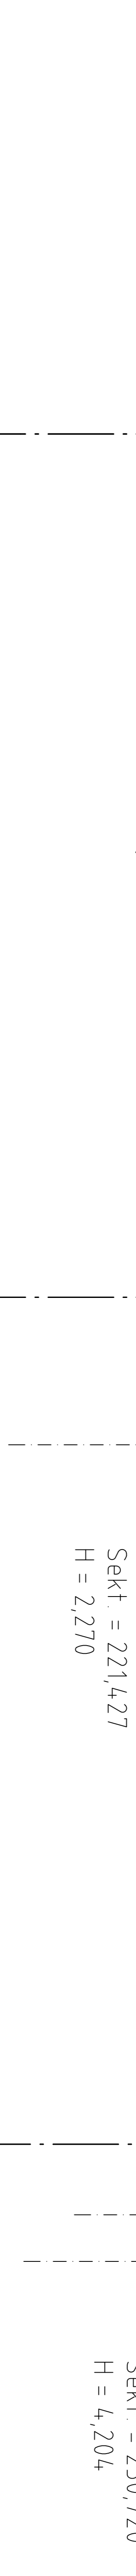 Sekt. = 221,427
H = 2,270
H = 4,204